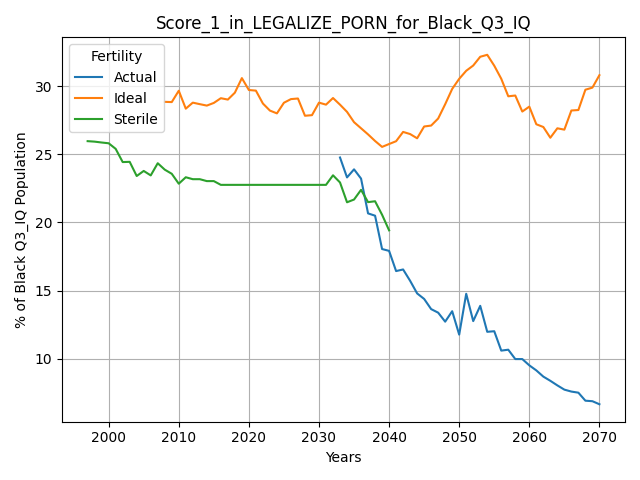 Score_1_in_LEGALIZE_PORN_for_Black_Q3_IQ
Fertility
Actual
Ideal
Sterile
% of Black Q3_IQ Population
30
25
20
15
10
2000 2010 2020 2030 2040 2050 2060 2070
Years